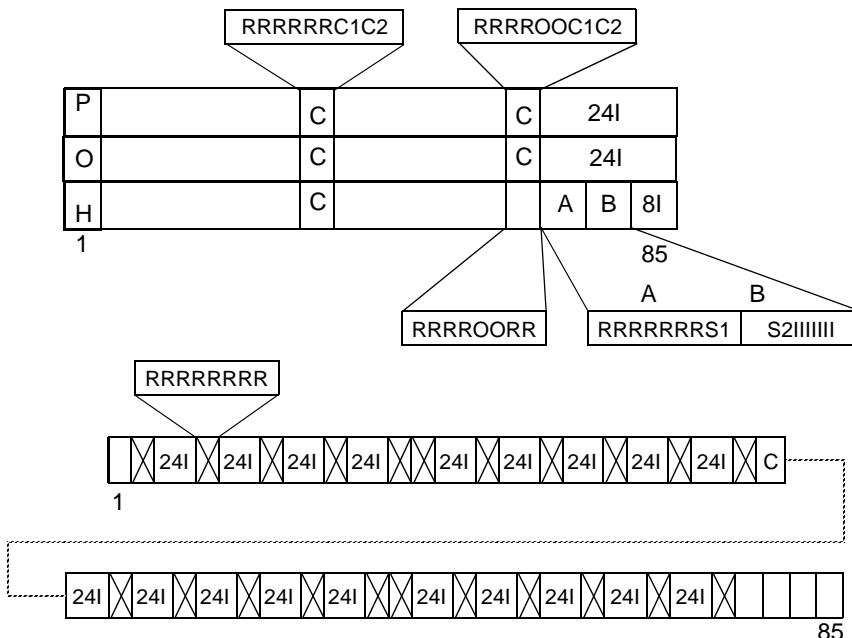 RRRRRRC1C2 RRRROOC1C2
P C C 24I
O C C 24I
H C A B 8I
1 85
A B
RRRROORR RRRRRRRS1 S2IIIIIII
RRRRRRRR
24I 24I 24I 24I 24I 24I 24I 24I 24I C
1
24I 24I 24I 24I 24I 24I 24I 24I 24I 24I
85